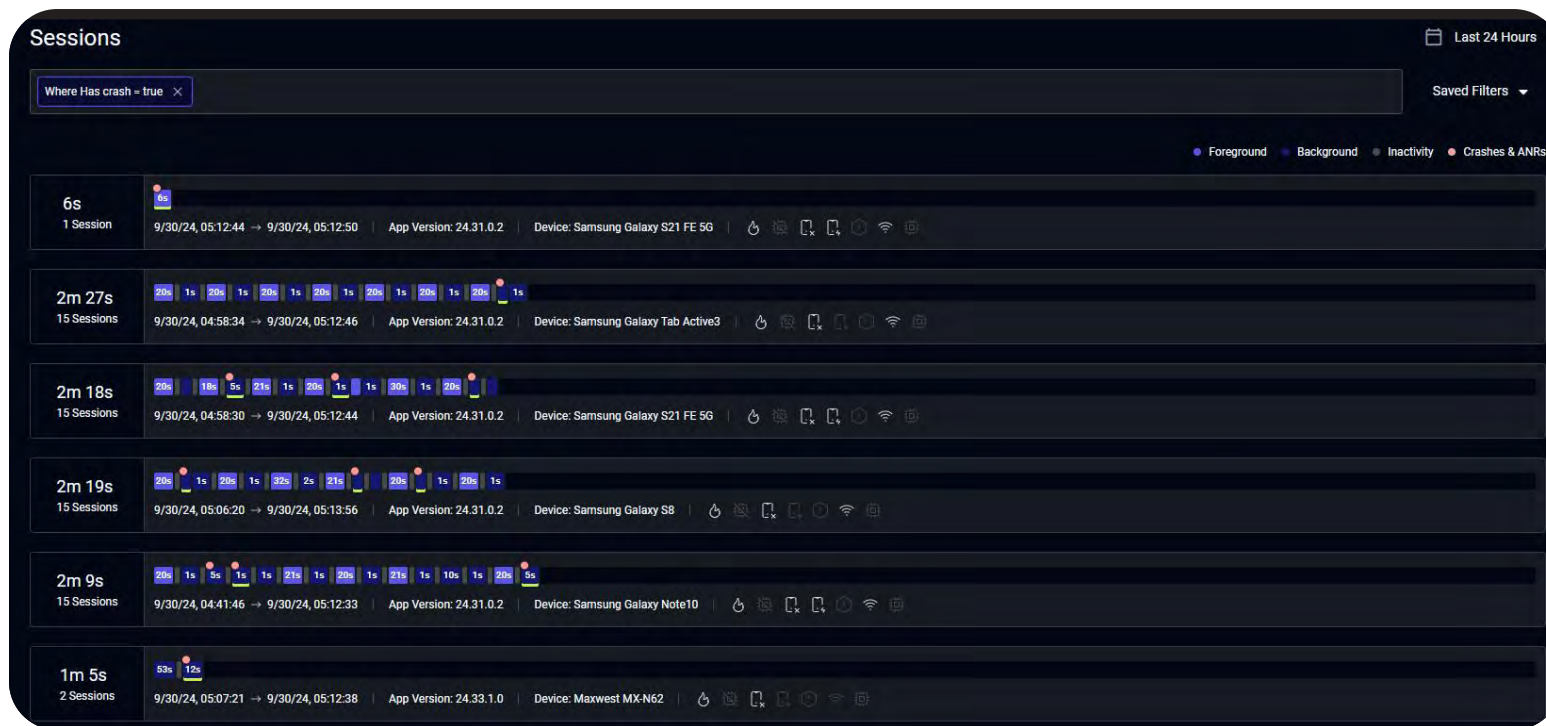 Sessions
Last 24 Hours
Where Has crash = true ×
Saved Filters
Foreground Background Inactivity Crashes & ANRs
6s
1 Session
6s
9/30/24, 05:12:44 → 9/30/24, 05:12:50 | App Version: 24.31.0.2 | Device: Samsung Galaxy S21 FE 5G
2m 27s
15 Sessions
20s 1s 20s 1s 20s 1s 20s 1s 20s 1s 20s 1s 20s 1s
9/30/24, 04:58:34 → 9/30/24, 05:12:46 | App Version: 24.31.0.2 | Device: Samsung Galaxy Tab Active3
2m 18s
15 Sessions
20s 18s 5s 21s 1s 20s 1s 1s 30s 1s 20s
9/30/24, 04:58:30 → 9/30/24, 05:12:44 | App Version: 24.31.0.2 | Device: Samsung Galaxy S21 FE 5G
2m 19s
15 Sessions
20s 1s 20s 1s 32s 2s 21s 20s 1s 20s 1s
9/30/24, 05:06:20 → 9/30/24, 05:13:56 | App Version: 24.31.0.2 | Device: Samsung Galaxy S8
2m 9s
15 Sessions
20s 1s 5s 1s 1s 21s 1s 20s 1s 21s 1s 10s 1s 20s 5s
9/30/24, 04:41:46 → 9/30/24, 05:12:33 | App Version: 24.31.0.2 | Device: Samsung Galaxy Note10
1m 5s
2 Sessions
53s 12s
9/30/24, 05:07:21 → 9/30/24, 05:12:38 | App Version: 24.33.1.0 | Device: Maxwest MX-N62